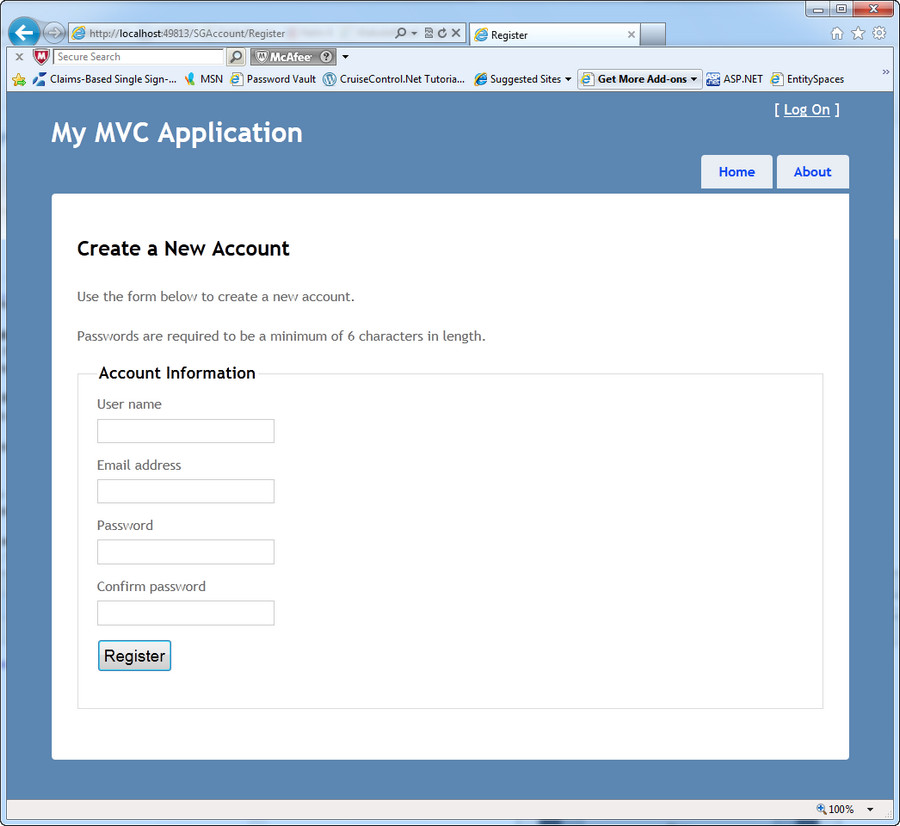 http://localhost:49813/SGAccount/Register
Register
Secure Search
McAfee
Claims-Based Single Sign-... MSN Password Vault CruiseControl.Net Tutoria... Suggested Sites Get More Add-ons ASP.NET EntitySpaces
[ Log On ]
My MVC Application
Home About
Create a New Account
Use the form below to create a new account.
Passwords are required to be a minimum of 6 characters in length.
Account Information
User name
Email address
Password
Confirm password
Register
100%